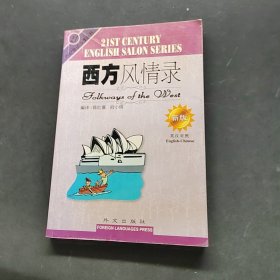 21ST CENTURY
ENGLISH SALON SERIES
西方风情录
Folkways of the West
新版
英汉对照
English-Chinese
外文出版社
FOREIGN LANGUAGES PRESS